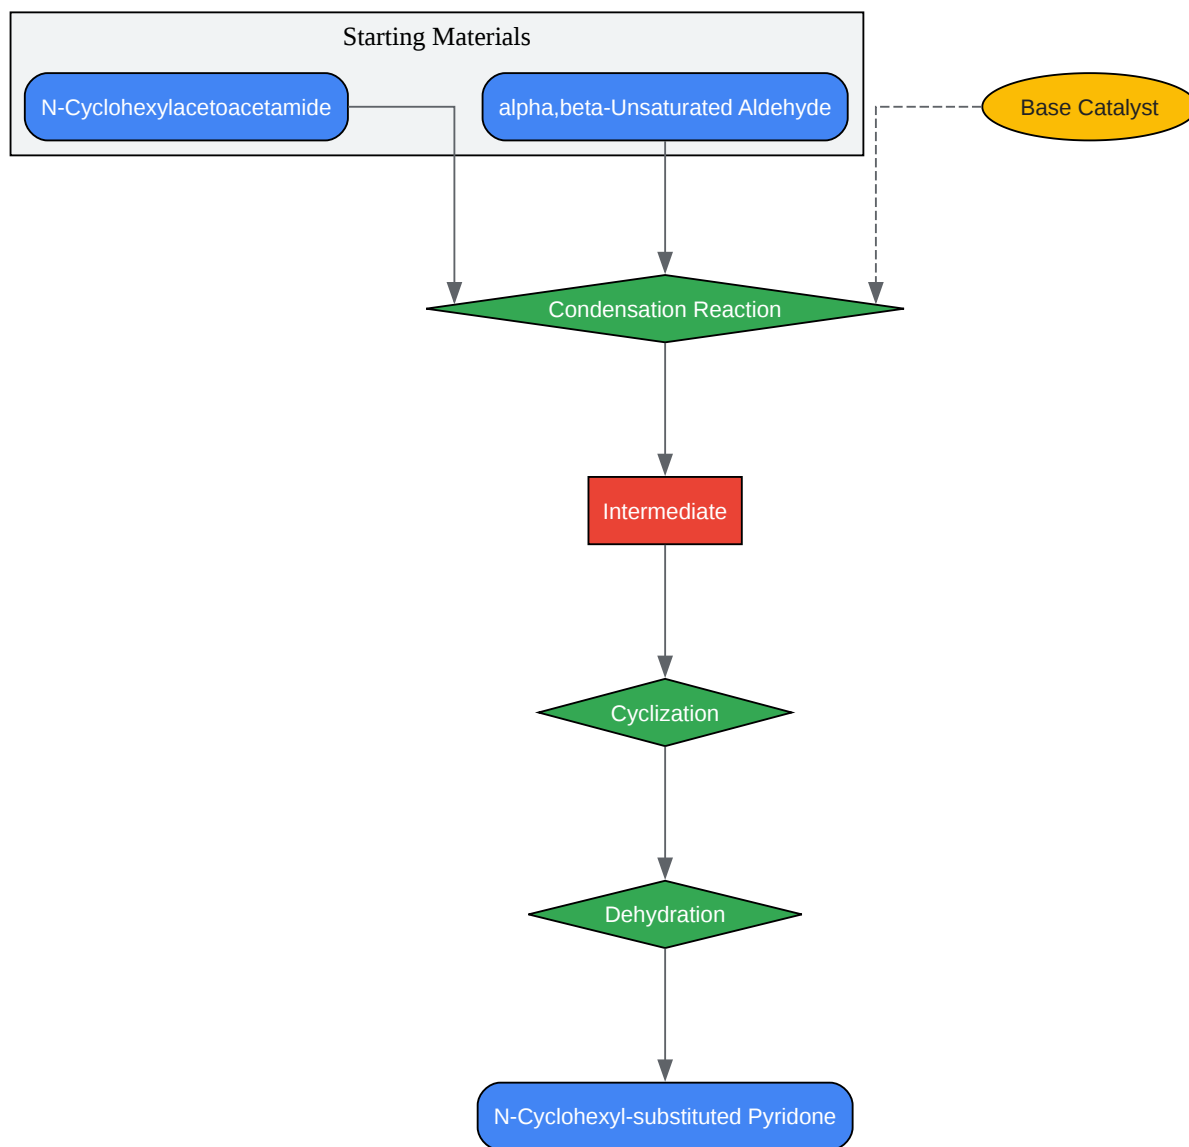 Starting Materials
N-Cyclohexylacetoacetamide
alpha,beta-Unsaturated Aldehyde
Base Catalyst
Condensation Reaction
Intermediate
Cyclization
Dehydration
N-Cyclohexyl-substituted Pyridone